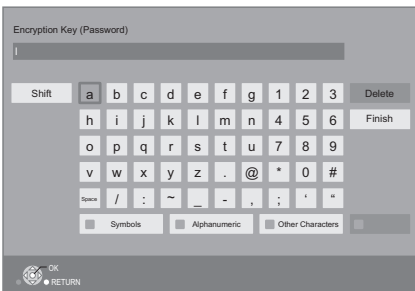 Encryption Key (Password)
Shift a b c d e f g 1 2 3 Delete
h i j k l m n 4 5 6 Finish
o p q r s t u 7 8 9
v w x y z . @ * 0 #
Space / : ~ _ - , ; ‘ “
Symbols Alphanumeric Other Characters
OK
RETURN